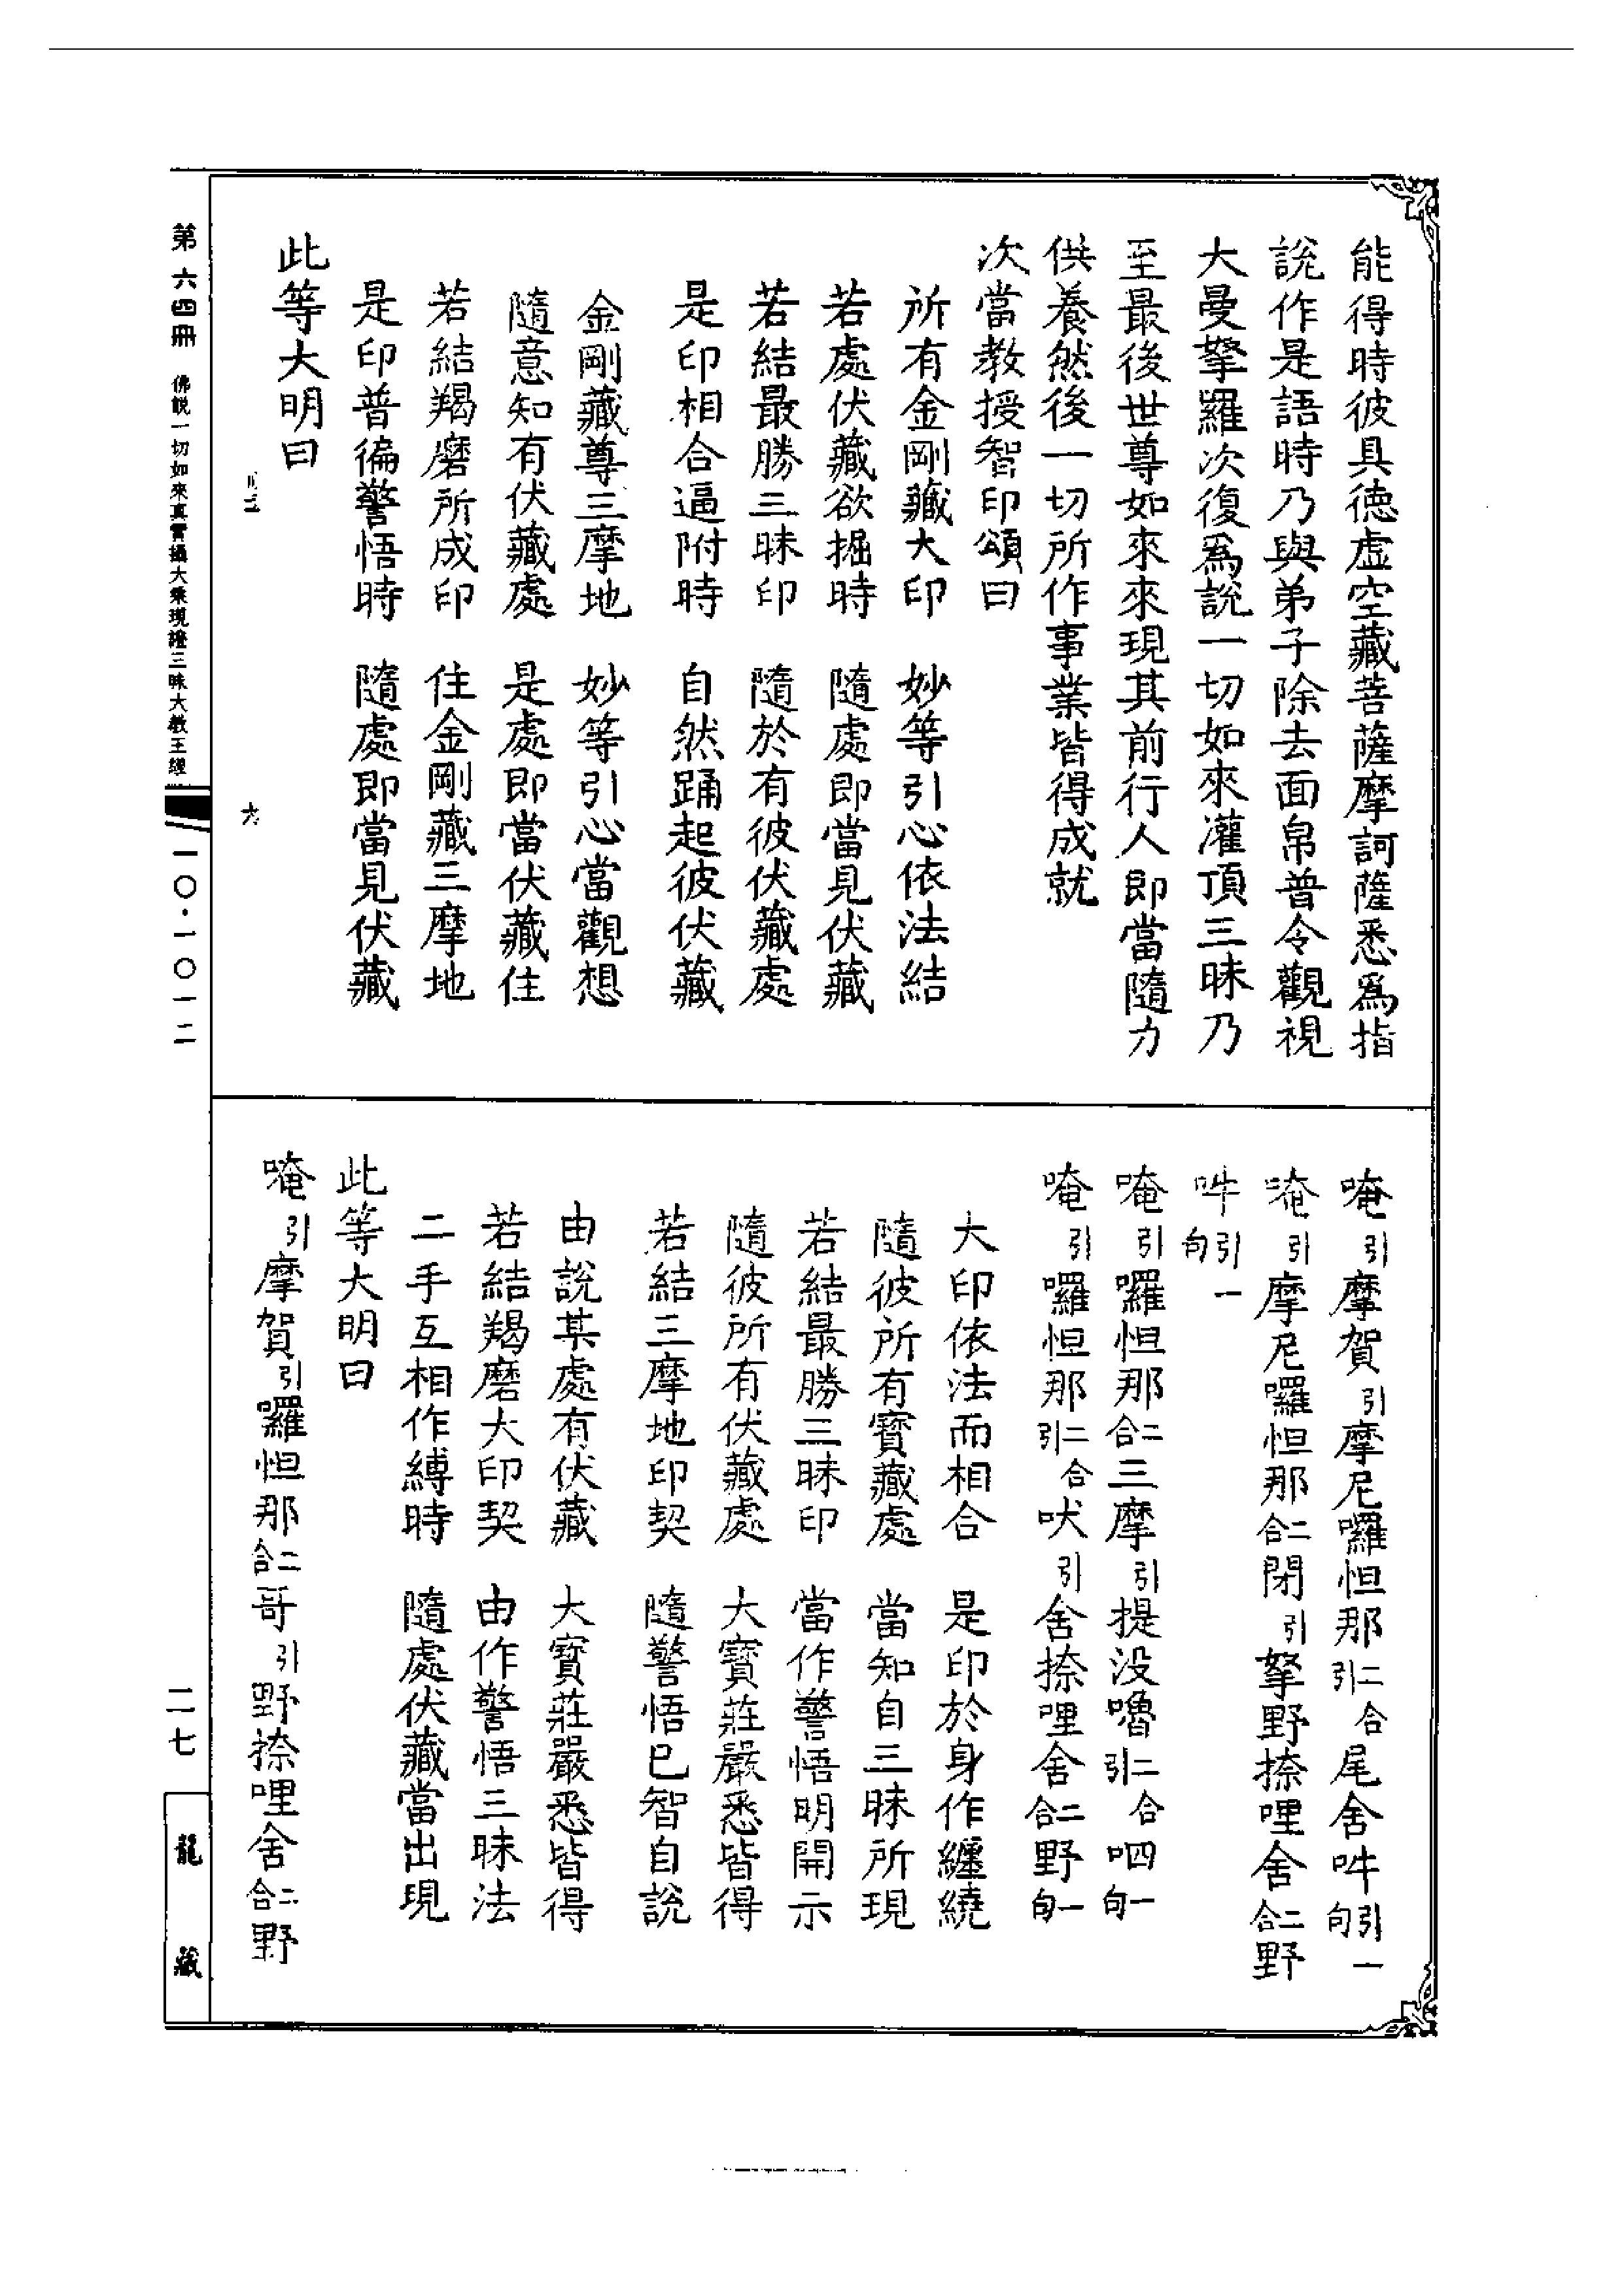 能得時彼具德虛空藏菩薩摩訶薩悉爲指
說作是語時乃與弟子除去面帛普令觀視
大曼拏羅次復爲說一切如來灌頂三昧乃
至最後世尊如來來現其前行人即當隨力
供養然後一切所作事業皆得成就
次當教授智印頌曰
所有金剛藏大印　妙等引心依法結
若處伏藏欲掘時　隨處即當見伏藏
若結最勝三昧印　隨於有彼伏藏處
是印相合逼附時　自然踊起彼伏藏
金剛藏尊三摩地　妙等引心當觀想
隨意知有伏藏處　是處即當伏藏住
若結羯磨所成印　住金剛藏三摩地
是印普徧警悟時　隨處即當見伏藏
此等大明曰
唵引摩賀引摩尼囉怛那二合引尾舍吽引一句
唵引摩尼囉怛那二合閉引拏野捺哩舍二合野
吽引一句
唵引囉怛那二合三摩引提沒嚕二合引呬一句
唵引囉怛那二合引吠引舍捺哩舍二合野一句
大印依法而相合　是印於身作纏繞
隨彼所有寶藏處　當知自三昧所現
若結最勝三昧印　當作警悟明開示
隨彼所有伏藏處　大寶莊嚴悉皆得
若結三摩地印契　隨警悟已智自說
由說某處有伏藏　大寶莊嚴悉皆得
若結羯磨大印契　由作警悟三昧法
二手互相作縛時　隨處伏藏當出現
此等大明曰
唵引摩賀引囉怛那二合哥引野捺哩舍二合野
第六四冊　佛說一切如來真實攝大乘現證三昧大教王經
一〇·一〇一二
二七
龍藏
六